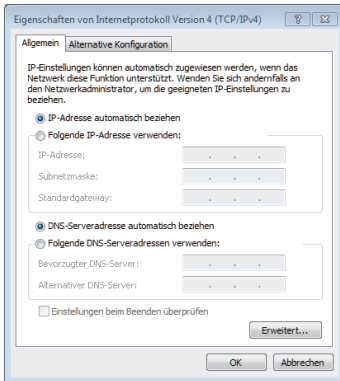 Eigenschaften von Internetprotokoll Version 4 (TCP/IPv4)
Allgemein
Alternative Konfiguration
IP-Einstellungen können automatisch zugewiesen werden, wenn das
Netzwerk diese Funktion unterstützt. Wenden Sie sich andernfalls an
den Netzwerkadministrator, um die geeigneten IP-Einstellungen zu
beziehen.
IP-Adresse automatisch beziehen
Folgende IP-Adresse verwenden:
IP-Adresse:
Subnetzmaske:
Standardgateway:
DNS-Serveradresse automatisch beziehen
Folgende DNS-Serveradressen verwenden:
Bevorzugter DNS-Server:
Alternativer DNS-Server:
Einstellungen beim Beenden überprüfen
Erweitert...
OK
Abbrechen